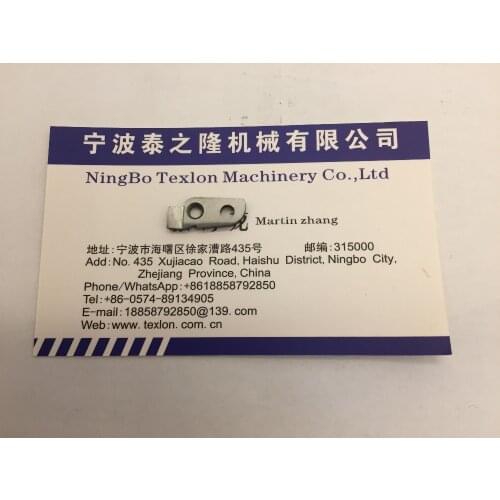 宁波泰之隆机械有限公司
NingBo Texlon Machinery Co.,Ltd
龙 Martin zhang
地址:宁波市海曙区徐家漕路435号 邮编:315000
Add:No. 435 Xujiacao Road, Haishu District, Ningbo City,
Zhejiang Province, China
Phone/WhatsApp:+8618858792850
Tel:+86-0574-89134905
E-mail:18858792850@139.com
Web:www.texlon.com.cn